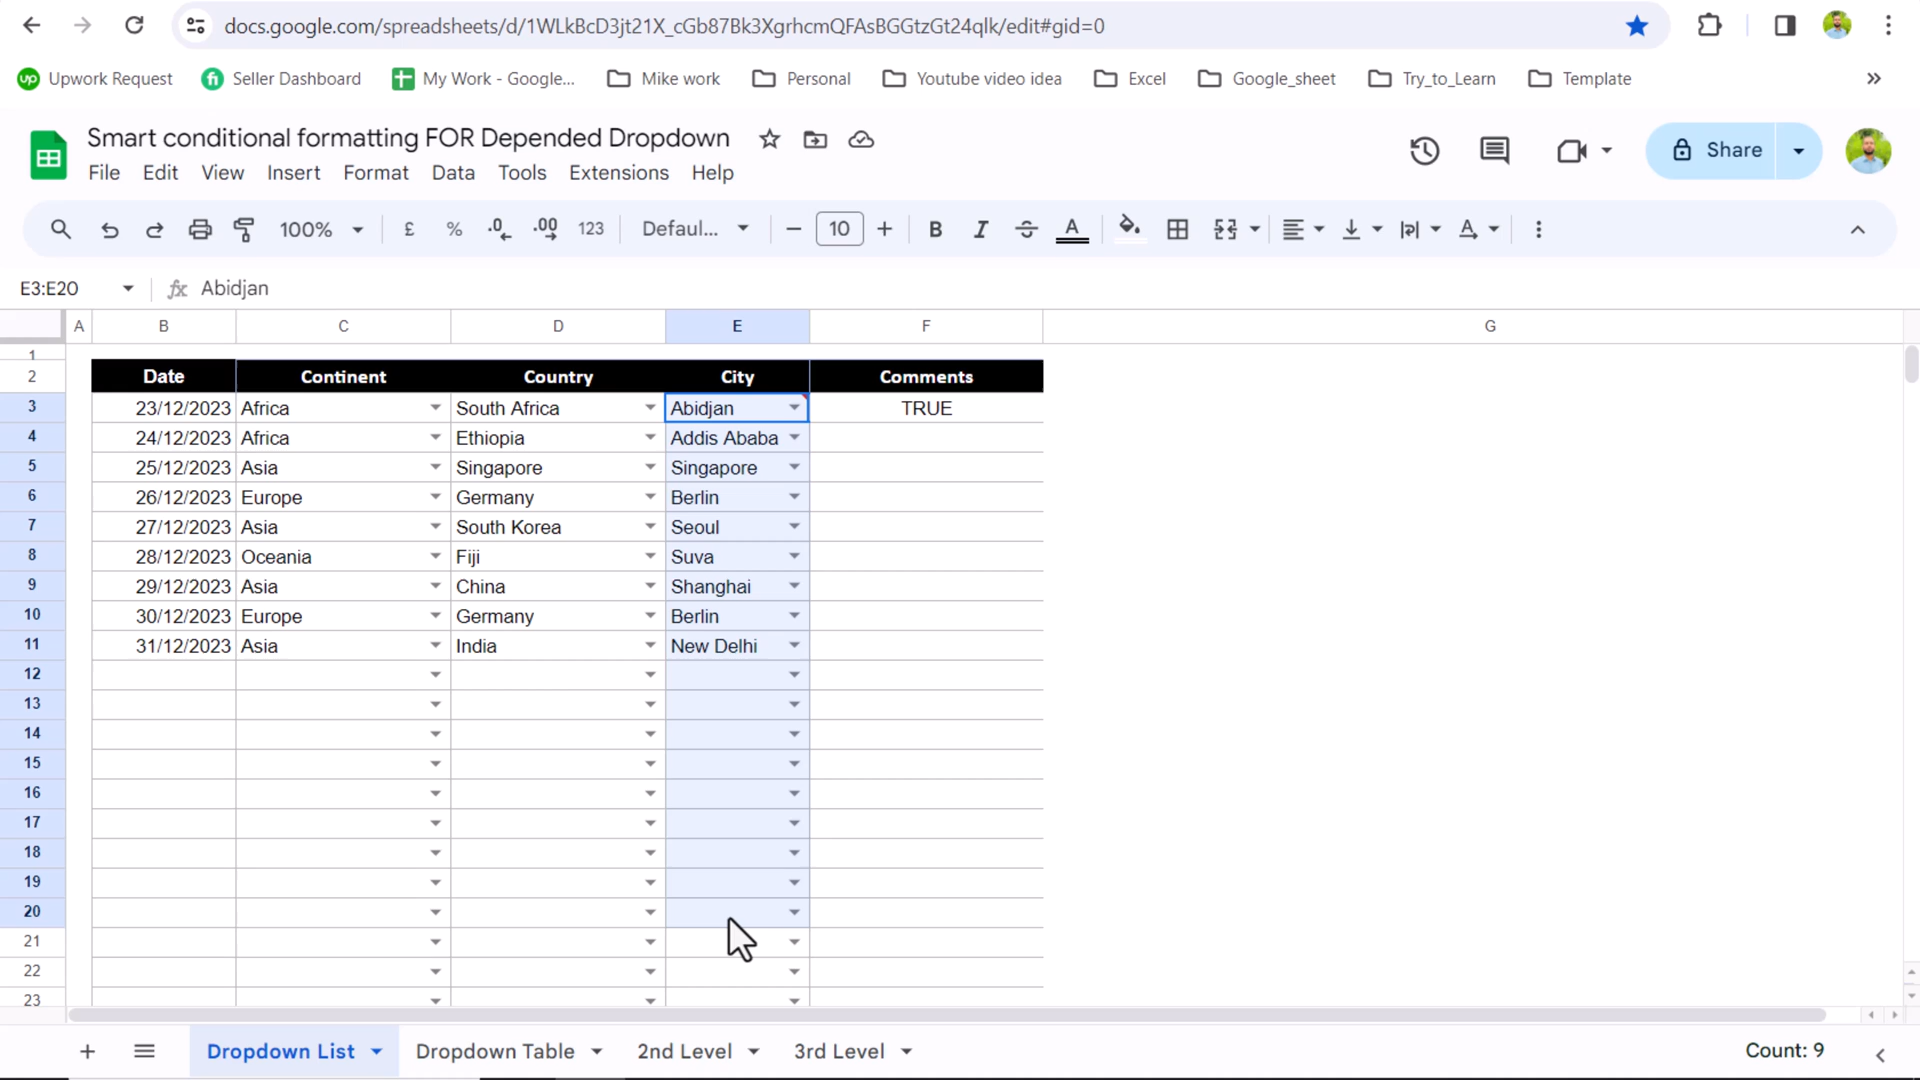 docs.google.com/spreadsheets/d/1WLkBcD3jt21X_cGb87Bk3XgrhcmQFAsBGGtzGt24qlk/edit#gid=0
up Upwork Request fi Seller Dashboard My Work - Google... Mike work Personal Youtube video idea Excel Google_sheet Try_to_Learn Template »
Smart conditional formatting FOR Depended Dropdown
Share
File Edit View Insert Format Data Tools Extensions Help
100% £ % .0 .00 123 Defaul... − 10 + B I S A
E3:E20 fx Abidjan
A B C D E F G
1
2 Date Continent Country City Comments
3 23/12/2023 Africa South Africa Abidjan TRUE
4 24/12/2023 Africa Ethiopia Addis Ababa
5 25/12/2023 Asia Singapore Singapore
6 26/12/2023 Europe Germany Berlin
7 27/12/2023 Asia South Korea Seoul
8 28/12/2023 Oceania Fiji Suva
9 29/12/2023 Asia China Shanghai
10 30/12/2023 Europe Germany Berlin
11 31/12/2023 Asia India New Delhi
12
13
14
15
16
17
18
19
20
21
22
23
+ Dropdown List Dropdown Table 2nd Level 3rd Level Count: 9